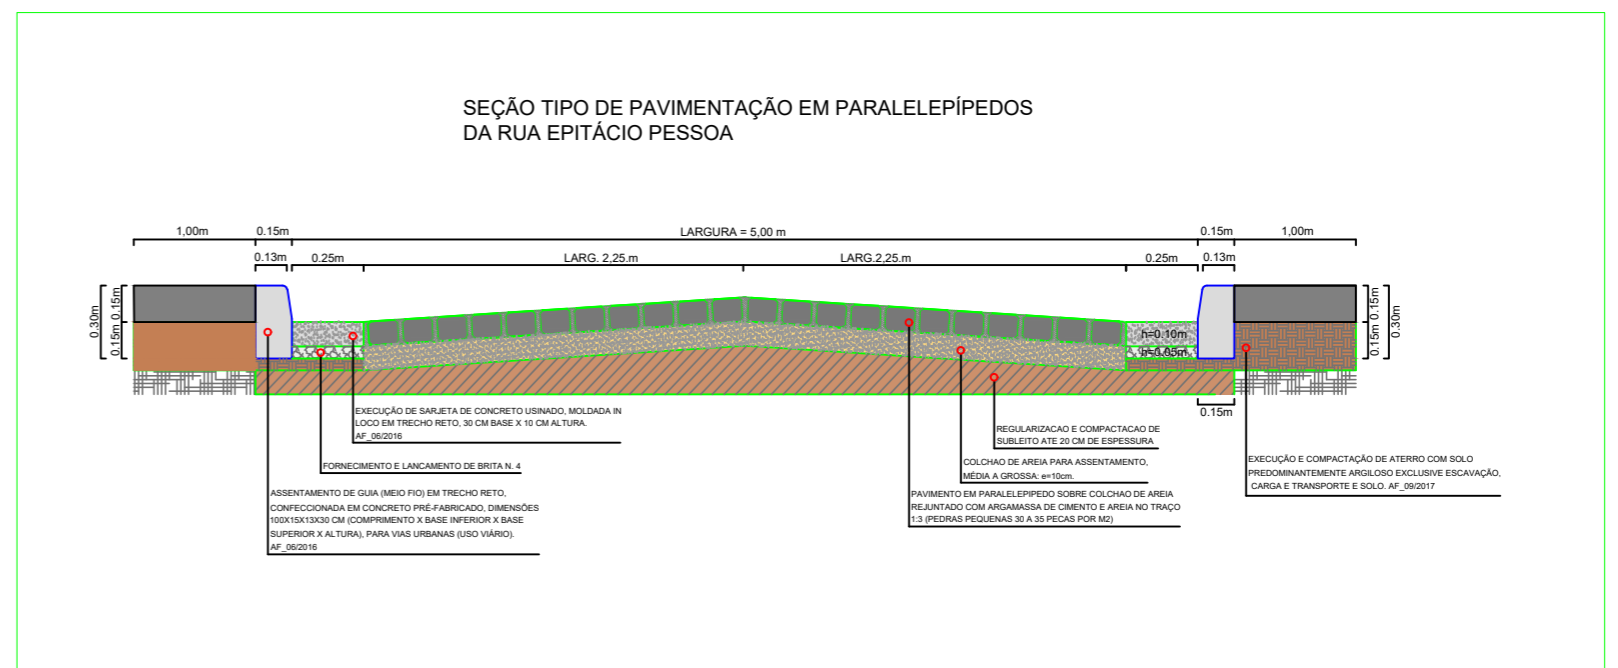 SEÇÃO TIPO DE PAVIMENTAÇÃO EM PARALELEPÍPEDOS
DA RUA EPITÁCIO PESSOA
1,00m
0.15m
LARGURA = 5,00 m
0.15m
1,00m
0.13m
0.25m
LARG. 2,25.m
LARG.2,25.m
0.25m
0.13m
0.30m
0.15m
0.15m
h=0.10m
h=0.05m
0.15m
0.15m
0.30m
0.15m
EXECUÇÃO DE SARJETA DE CONCRETO USINADO, MOLDADA IN
LOCO EM TRECHO RETO, 30 CM BASE X 10 CM ALTURA.
AF_06/2016
FORNECIMENTO E LANCAMENTO DE BRITA N. 4
ASSENTAMENTO DE GUIA (MEIO FIO) EM TRECHO RETO,
CONFECCIONADA EM CONCRETO PRÉ-FABRICADO, DIMENSÕES
100X15X13X30 CM (COMPRIMENTO X BASE INFERIOR X BASE
SUPERIOR X ALTURA), PARA VIAS URBANAS (USO VIÁRIO).
AF_06/2016
REGULARIZACAO E COMPACTACAO DE
SUBLEITO ATE 20 CM DE ESPESSURA
COLCHAO DE AREIA PARA ASSENTAMENTO,
MÉDIA A GROSSA: e=10cm.
PAVIMENTO EM PARALELEPIPEDO SOBRE COLCHAO DE AREIA
REJUNTADO COM ARGAMASSA DE CIMENTO E AREIA NO TRAÇO
1:3 (PEDRAS PEQUENAS 30 A 35 PECAS POR M2)
EXECUÇÃO E COMPACTAÇÃO DE ATERRO COM SOLO
PREDOMINANTEMENTE ARGILOSO EXCLUSIVE ESCAVAÇÃO,
CARGA E TRANSPORTE E SOLO. AF_09/2017